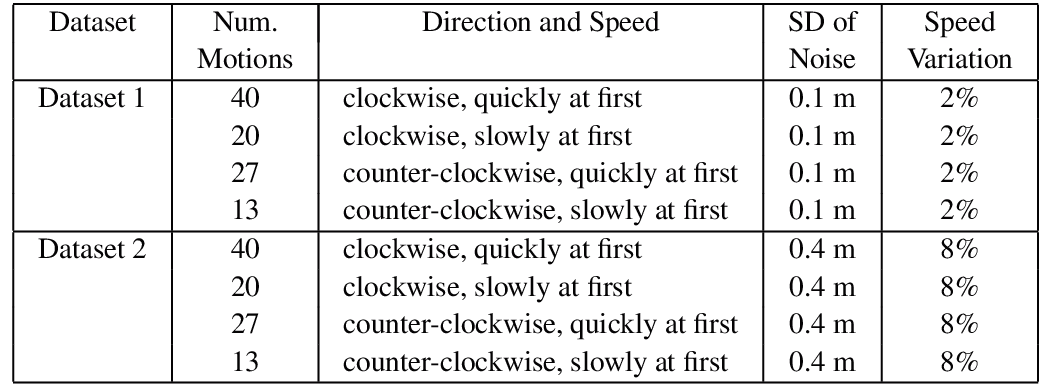 Dataset Num. Direction and Speed SD of Speed
Motions Noise Variation
Dataset 1 40 clockwise, quickly at first 0.1 m 2%
20 clockwise, slowly at first 0.1 m 2%
27 counter-clockwise, quickly at first 0.1 m 2%
13 counter-clockwise, slowly at first 0.1 m 2%
Dataset 2 40 clockwise, quickly at first 0.4 m 8%
20 clockwise, slowly at first 0.4 m 8%
27 counter-clockwise, quickly at first 0.4 m 8%
13 counter-clockwise, slowly at first 0.4 m 8%